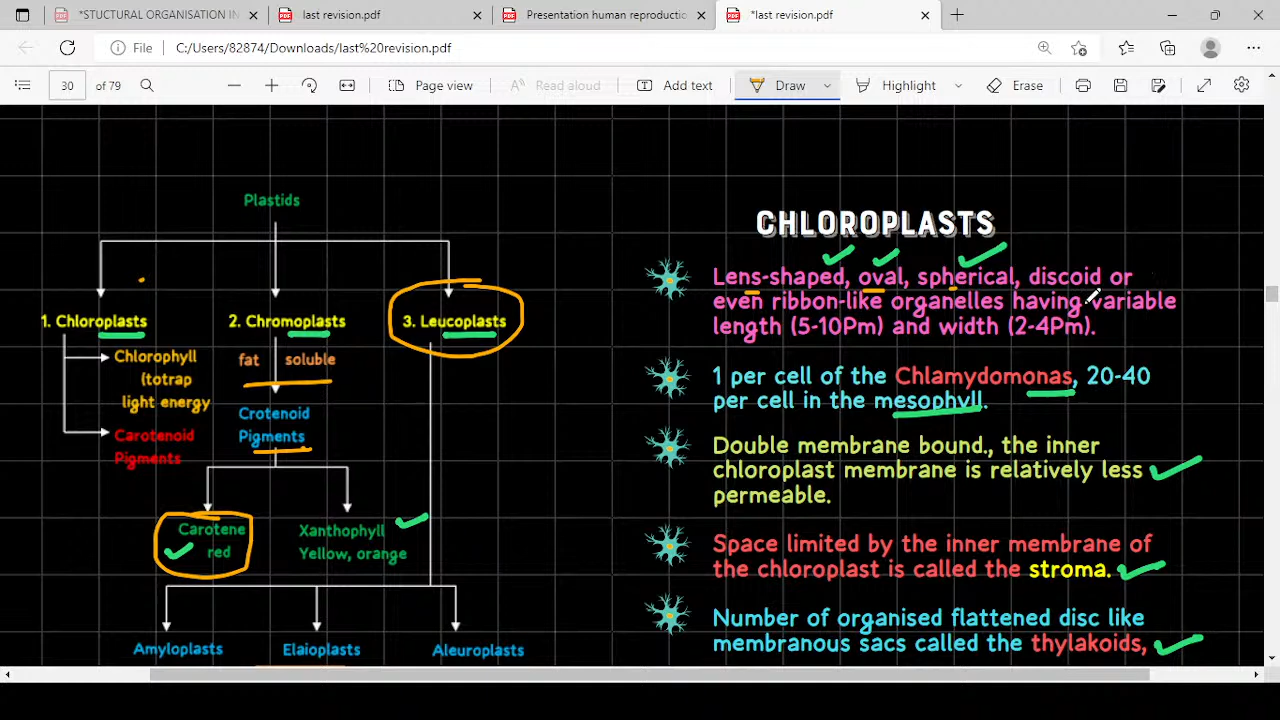 *STUCTURAL ORGANISATION IN
last revision.pdf
Presentation human reproductio
*last revision.pdf
File
C:/Users/82874/Downloads/last%20revision.pdf
30
of 79
Page view
Read aloud
Add text
Draw
Highlight
Erase
Plastids
1. Chloroplasts
2. Chromoplasts
3. Leucoplasts
Chlorophyll
(totrap
light energy
Carotenoid
Pigments
fat soluble
Crotenoid
Pigments
Carotene
red
Xanthophyll
Yellow, orange
Amyloplasts
Elaioplasts
Aleuroplasts
CHLOROPLASTS
Lens-shaped, oval, spherical, discoid or
even ribbon-like organelles having variable
length (5-10Pm) and width (2-4Pm).
1 per cell of the Chlamydomonas, 20-40
per cell in the mesophyll.
Double membrane bound., the inner
chloroplast membrane is relatively less
permeable.
Space limited by the inner membrane of
the chloroplast is called the stroma.
Number of organised flattened disc like
membranous sacs called the thylakoids,